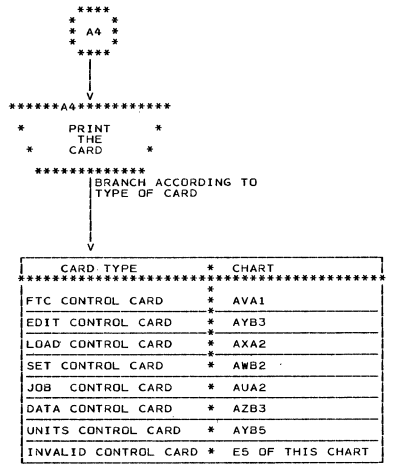 A4
A4
PRINT
THE
CARD
BRANCH ACCORDING TO
TYPE OF CARD
CARD TYPE * CHART
FTC CONTROL CARD * AVA1
EDIT CONTROL CARD * AYB3
LOAD CONTROL CARD * AXA2
SET CONTROL CARD * AWB2
JOB CONTROL CARD * AUA2
DATA CONTROL CARD * AZB3
UNITS CONTROL CARD * AYB5
INVALID CONTROL CARD * E5 OF THIS CHART